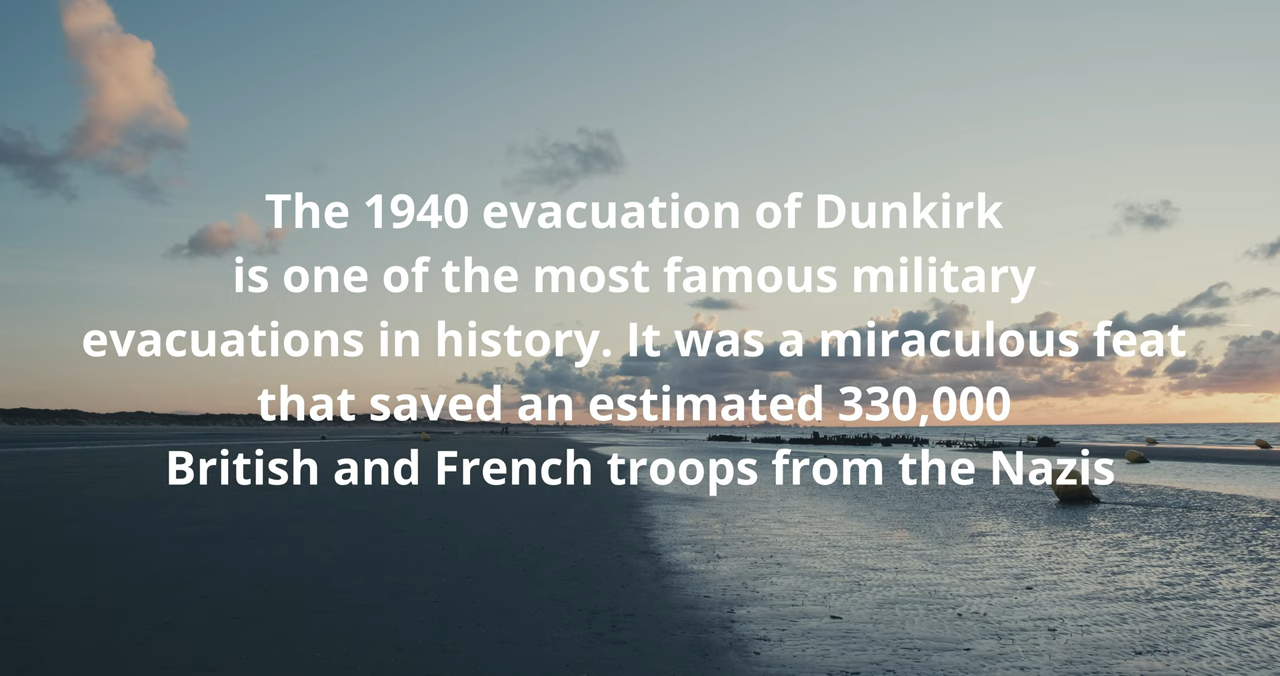 The 1940 evacuation of Dunkirk
is one of the most famous military
evacuations in history. It was a miraculous feat
that saved an estimated 330,000
British and French troops from the Nazis